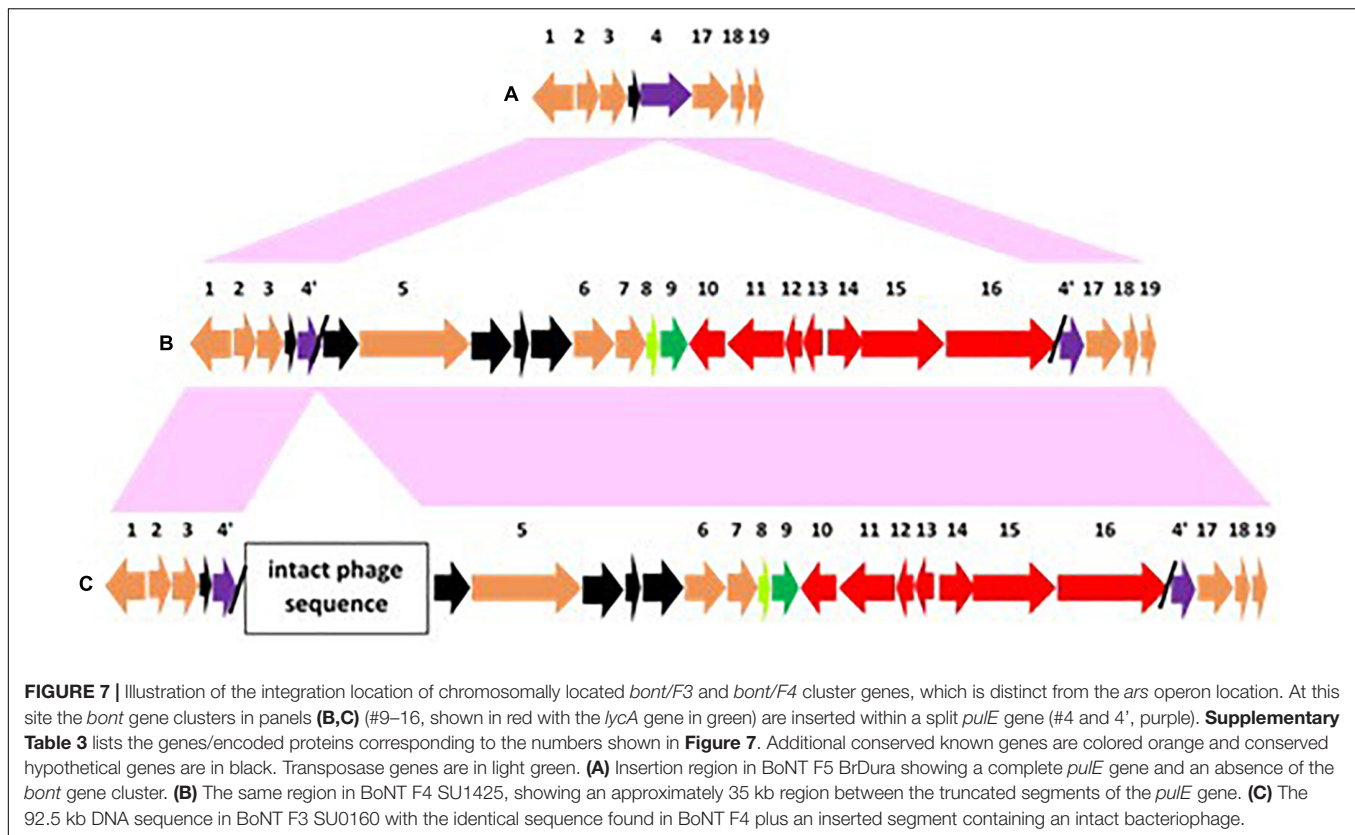 1 2 3 4 17 18 19
A
1 2 3 4' 5 6 7 8 9 10 11 12 13 14 15 16 4' 17 18 19
B
1 2 3 4' 5 6 7 8 9 10 11 12 13 14 15 16 4' 17 18 19
C
intact phage
sequence
FIGURE 7 | Illustration of the integration location of chromosomally located bont/F3 and bont/F4 cluster genes, which is distinct from the ars operon location. At this
site the bont gene clusters in panels (B,C) (#9–16, shown in red with the lycA gene in green) are inserted within a split pulE gene (#4 and 4’, purple). Supplementary
Table 3 lists the genes/encoded proteins corresponding to the numbers shown in Figure 7. Additional conserved known genes are colored orange and conserved
hypothetical genes are in black. Transposase genes are in light green. (A) Insertion region in BoNT F5 BrDura showing a complete pulE gene and an absence of the
bont gene cluster. (B) The same region in BoNT F4 SU1425, showing an approximately 35 kb region between the truncated segments of the pulE gene. (C) The
92.5 kb DNA sequence in BoNT F3 SU0160 with the identical sequence found in BoNT F4 plus an inserted segment containing an intact bacteriophage.